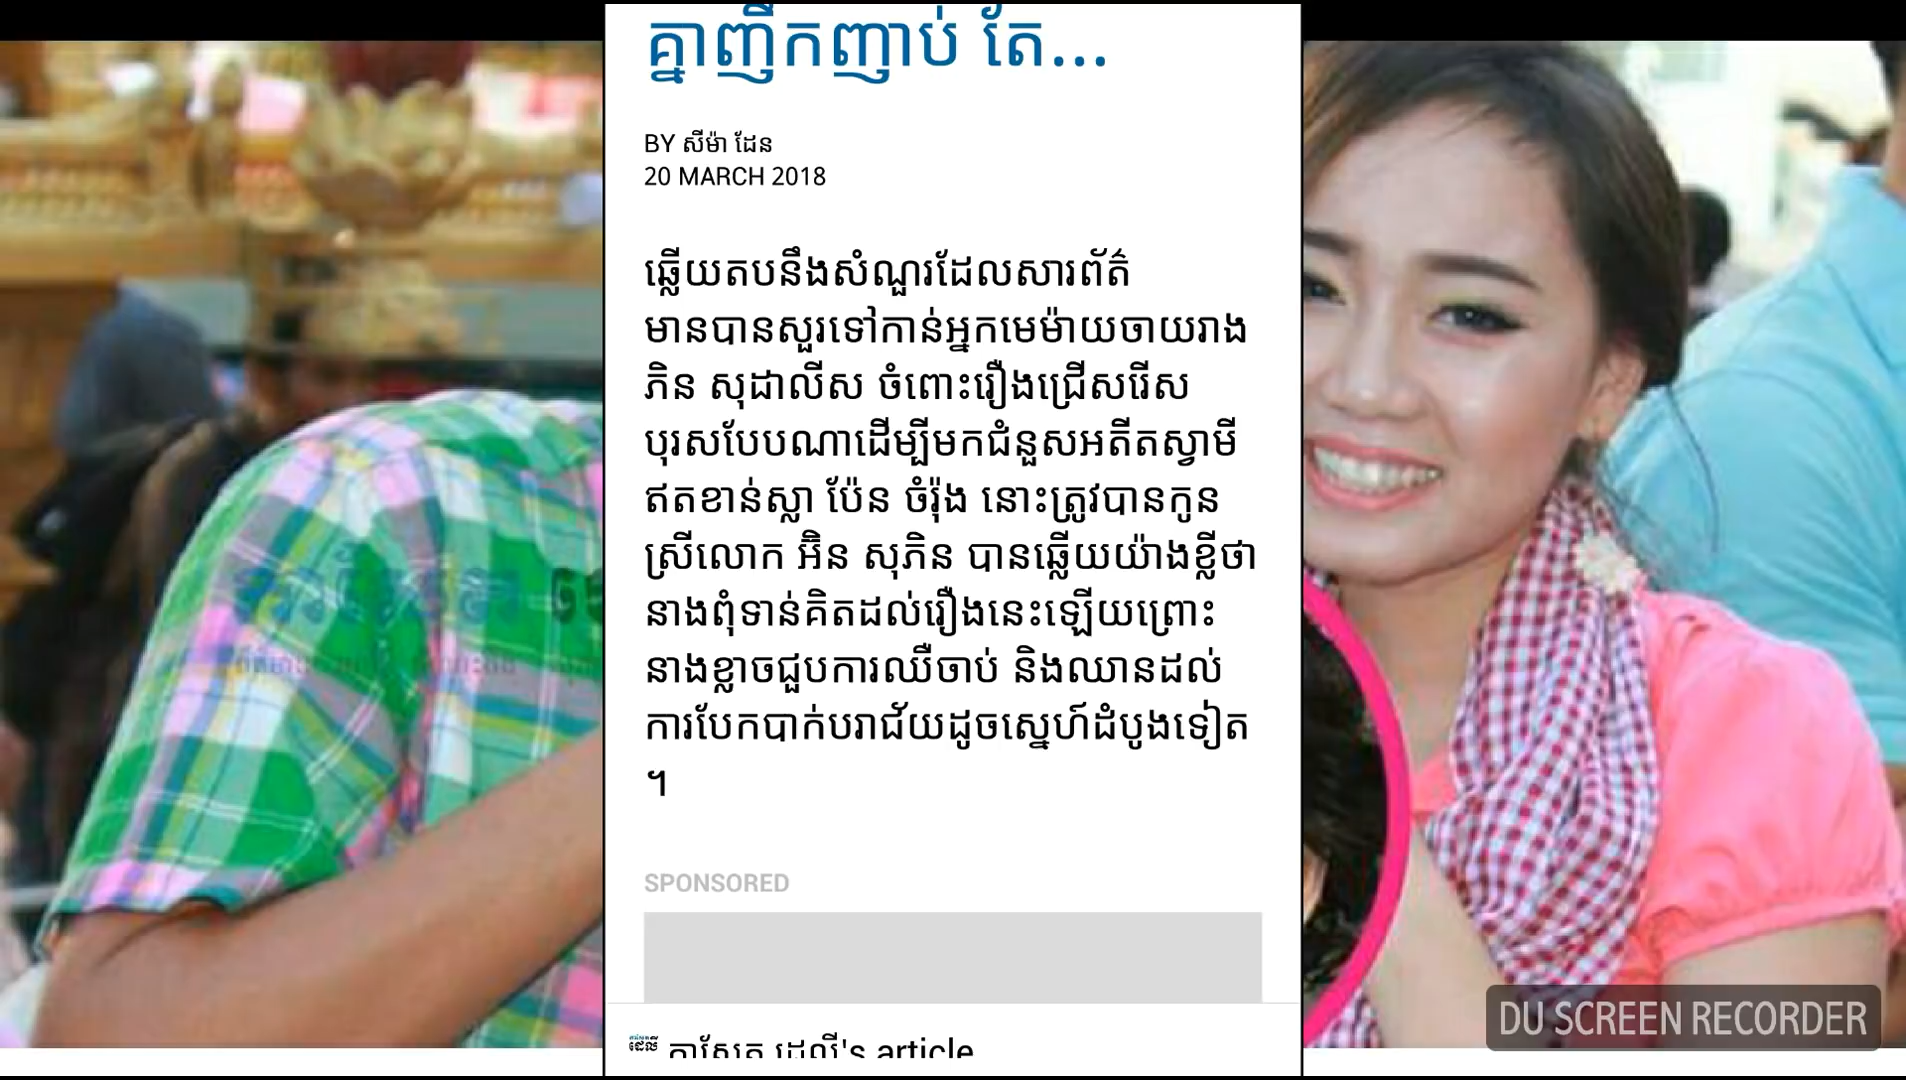 គ្នាញឹកញាប់ តែ...
BY សីម៉ា ដែន
20 MARCH 2018
ឆ្លើយតបនឹងសំណួរដែលសារព័ត៌
មានបានសួរទៅកាន់អ្នកមេម៉ាយចាយរាង
ភិន សុដាលីស ចំពោះរឿងជ្រើសរើស
បុរសបែបណាដើម្បីមកជំនួសអតីតស្វាមី
ឥតខាន់ស្លា ប៉ែន ចំរ៉ុង នោះត្រូវបានកូន
ស្រីលោក អ៊ិន សុភិន បានឆ្លើយយ៉ាងខ្លីថា
នាងពុំទាន់គិតដល់រឿងនេះឡើយព្រោះ
នាងខ្លាចជួបការឈឺចាប់ និងឈានដល់
ការបែកបាក់បរាជ័យដូចស្នេហ៍ដំបូងទៀត
។
SPONSORED
កាសែត ដេលី's article
DU SCREEN RECORDER